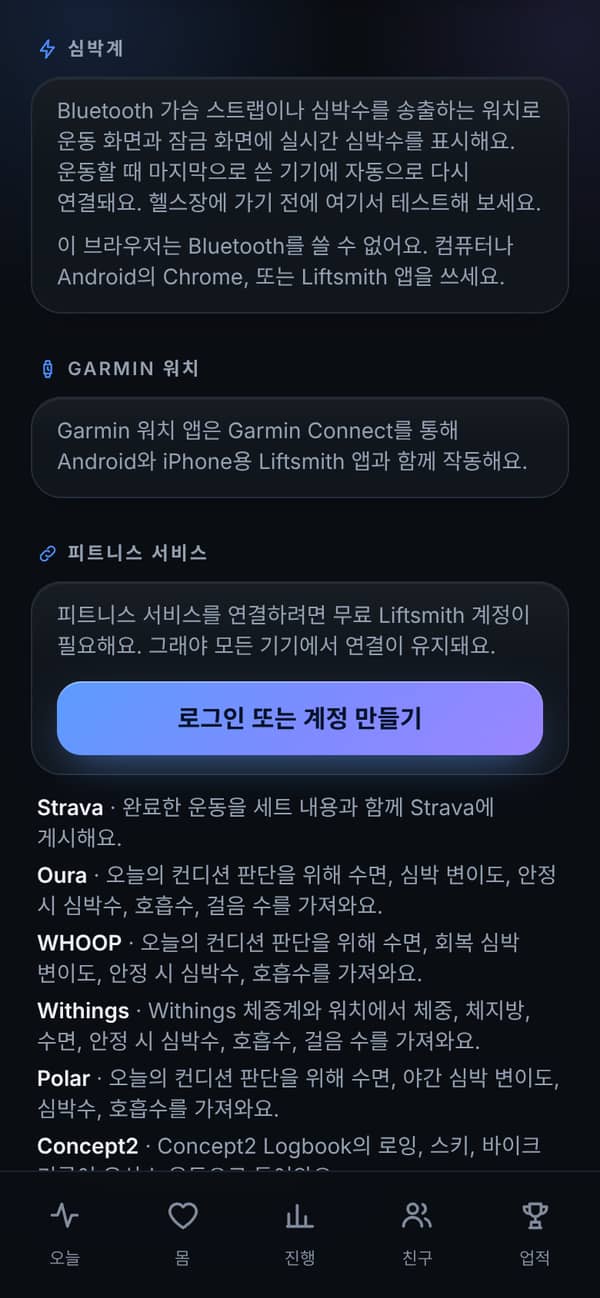 심박계
Bluetooth 가슴 스트랩이나 심박수를 송출하는 워치로
운동 화면과 잠금 화면에 실시간 심박수를 표시해요.
운동할 때 마지막으로 쓴 기기에 자동으로 다시
연결돼요. 헬스장에 가기 전에 여기서 테스트해 보세요.
이 브라우저는 Bluetooth를 쓸 수 없어요. 컴퓨터나
Android의 Chrome, 또는 Liftsmith 앱을 쓰세요.
GARMIN 워치
Garmin 워치 앱은 Garmin Connect를 통해
Android와 iPhone용 Liftsmith 앱과 함께 작동해요.
피트니스 서비스
피트니스 서비스를 연결하려면 무료 Liftsmith 계정이
필요해요. 그래야 모든 기기에서 연결이 유지돼요.
로그인 또는 계정 만들기
Strava · 완료한 운동을 세트 내용과 함께 Strava에
게시해요.
Oura · 오늘의 컨디션 판단을 위해 수면, 심박 변이도, 안정
시 심박수, 호흡수, 걸음 수를 가져와요.
WHOOP · 오늘의 컨디션 판단을 위해 수면, 회복 심박
변이도, 안정 시 심박수, 호흡수를 가져와요.
Withings · Withings 체중계와 워치에서 체중, 체지방,
수면, 안정 시 심박수, 호흡수, 걸음 수를 가져와요.
Polar · 오늘의 컨디션 판단을 위해 수면, 야간 심박 변이도,
심박수, 호흡수를 가져와요.
Concept2 · Concept2 Logbook의 로잉, 스키, 바이크
오늘
몸
진행
친구
업적